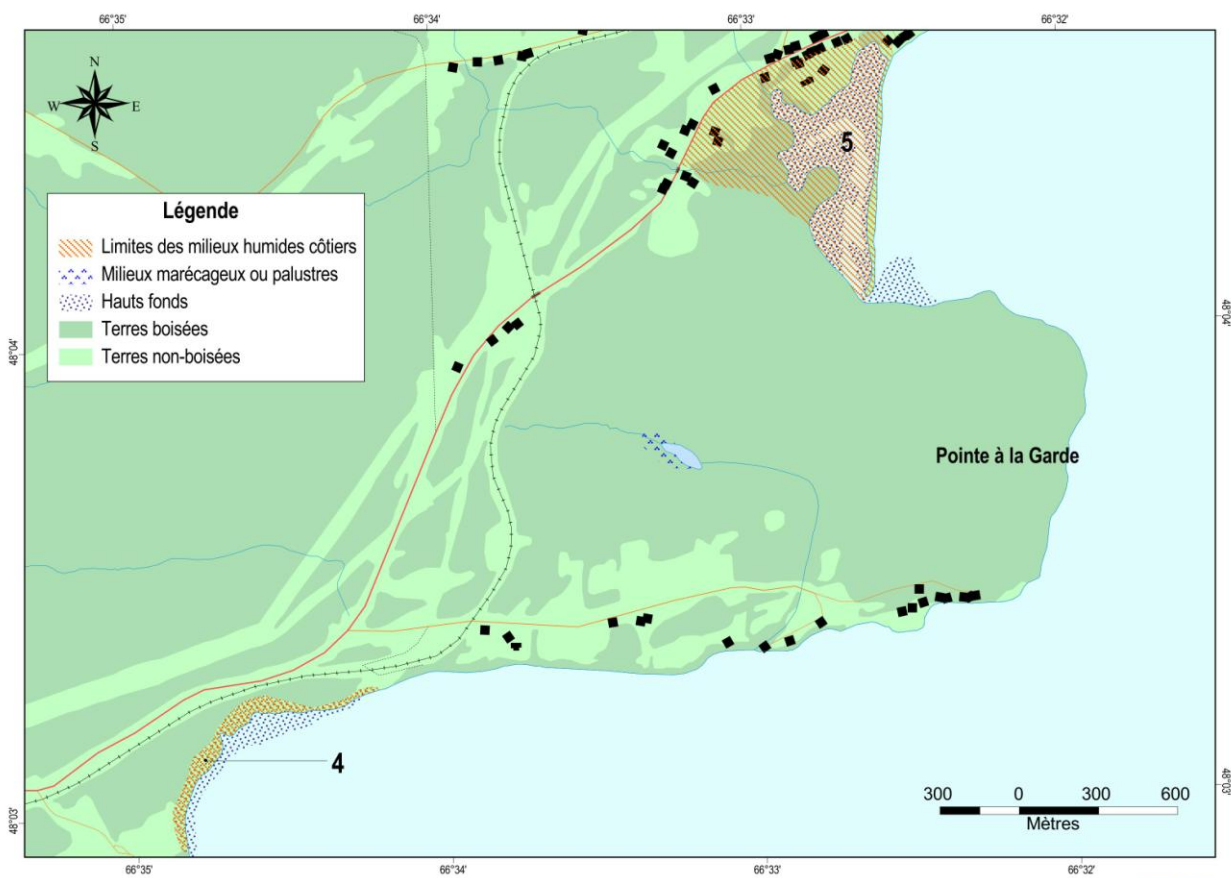 66°35' 66°34' 66°33' 66°32'
N
W E
S
5
Légende
Limites des milieux humides côtiers
Milieux marécageux ou palustres
Hauts fonds
Terres boisées
Terres non-boisées
48°04'
48°04'
Pointe à la Garde
4
48°03'
48°03'
300 0 300 600
Mètres
66°35' 66°34' 66°33' 66°32'